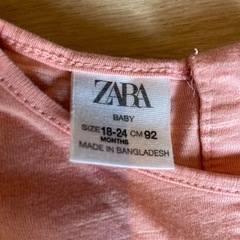 ZARA
BABY
SIZE 18-24 CM 92
MONTHS
MADE IN BANGLADESH